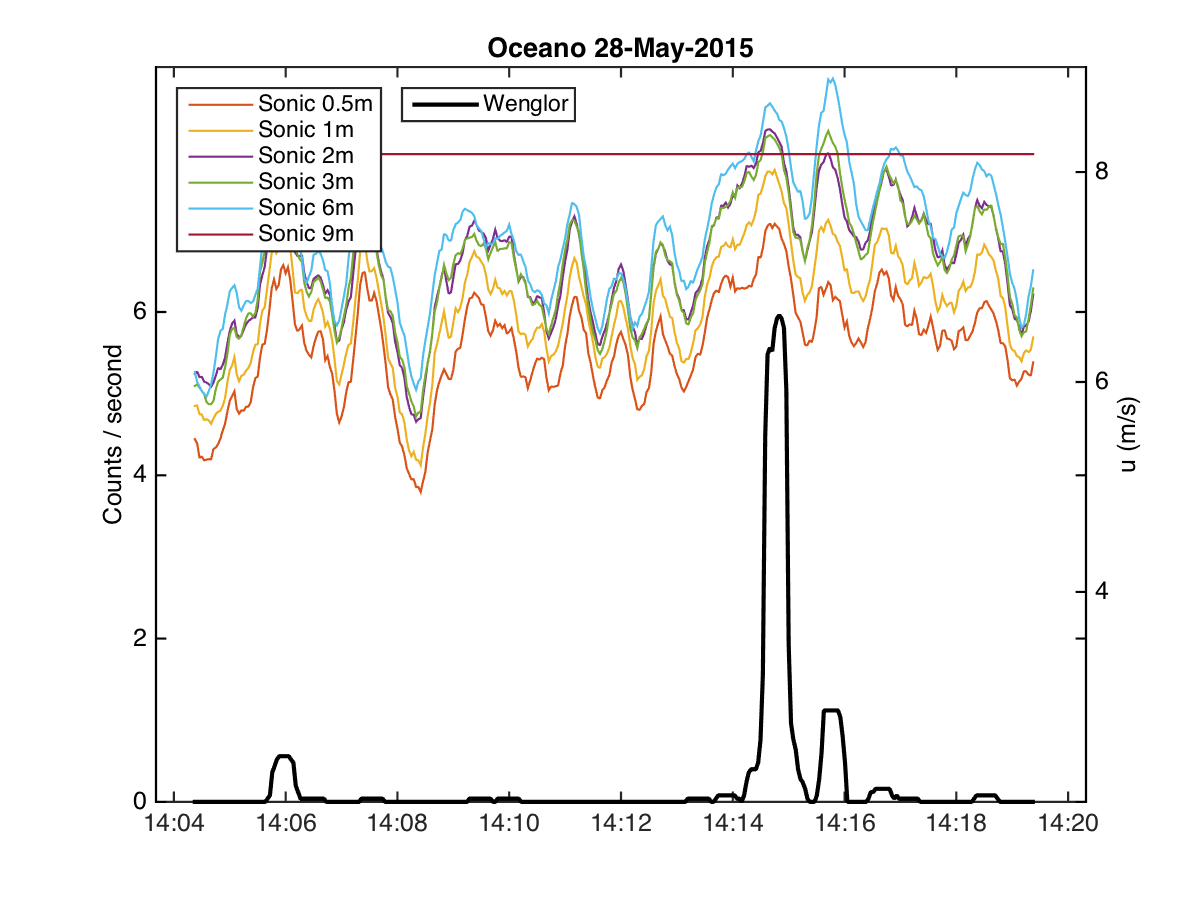 Oceano 28-May-2015
Sonic 0.5m
Sonic 1m
Sonic 2m
Sonic 3m
Sonic 6m
Sonic 9m
Wenglor
Counts / second
6
4
2
0
8
6
4
u (m/s)
14:04 14:06 14:08 14:10 14:12 14:14 14:16 14:18 14:20